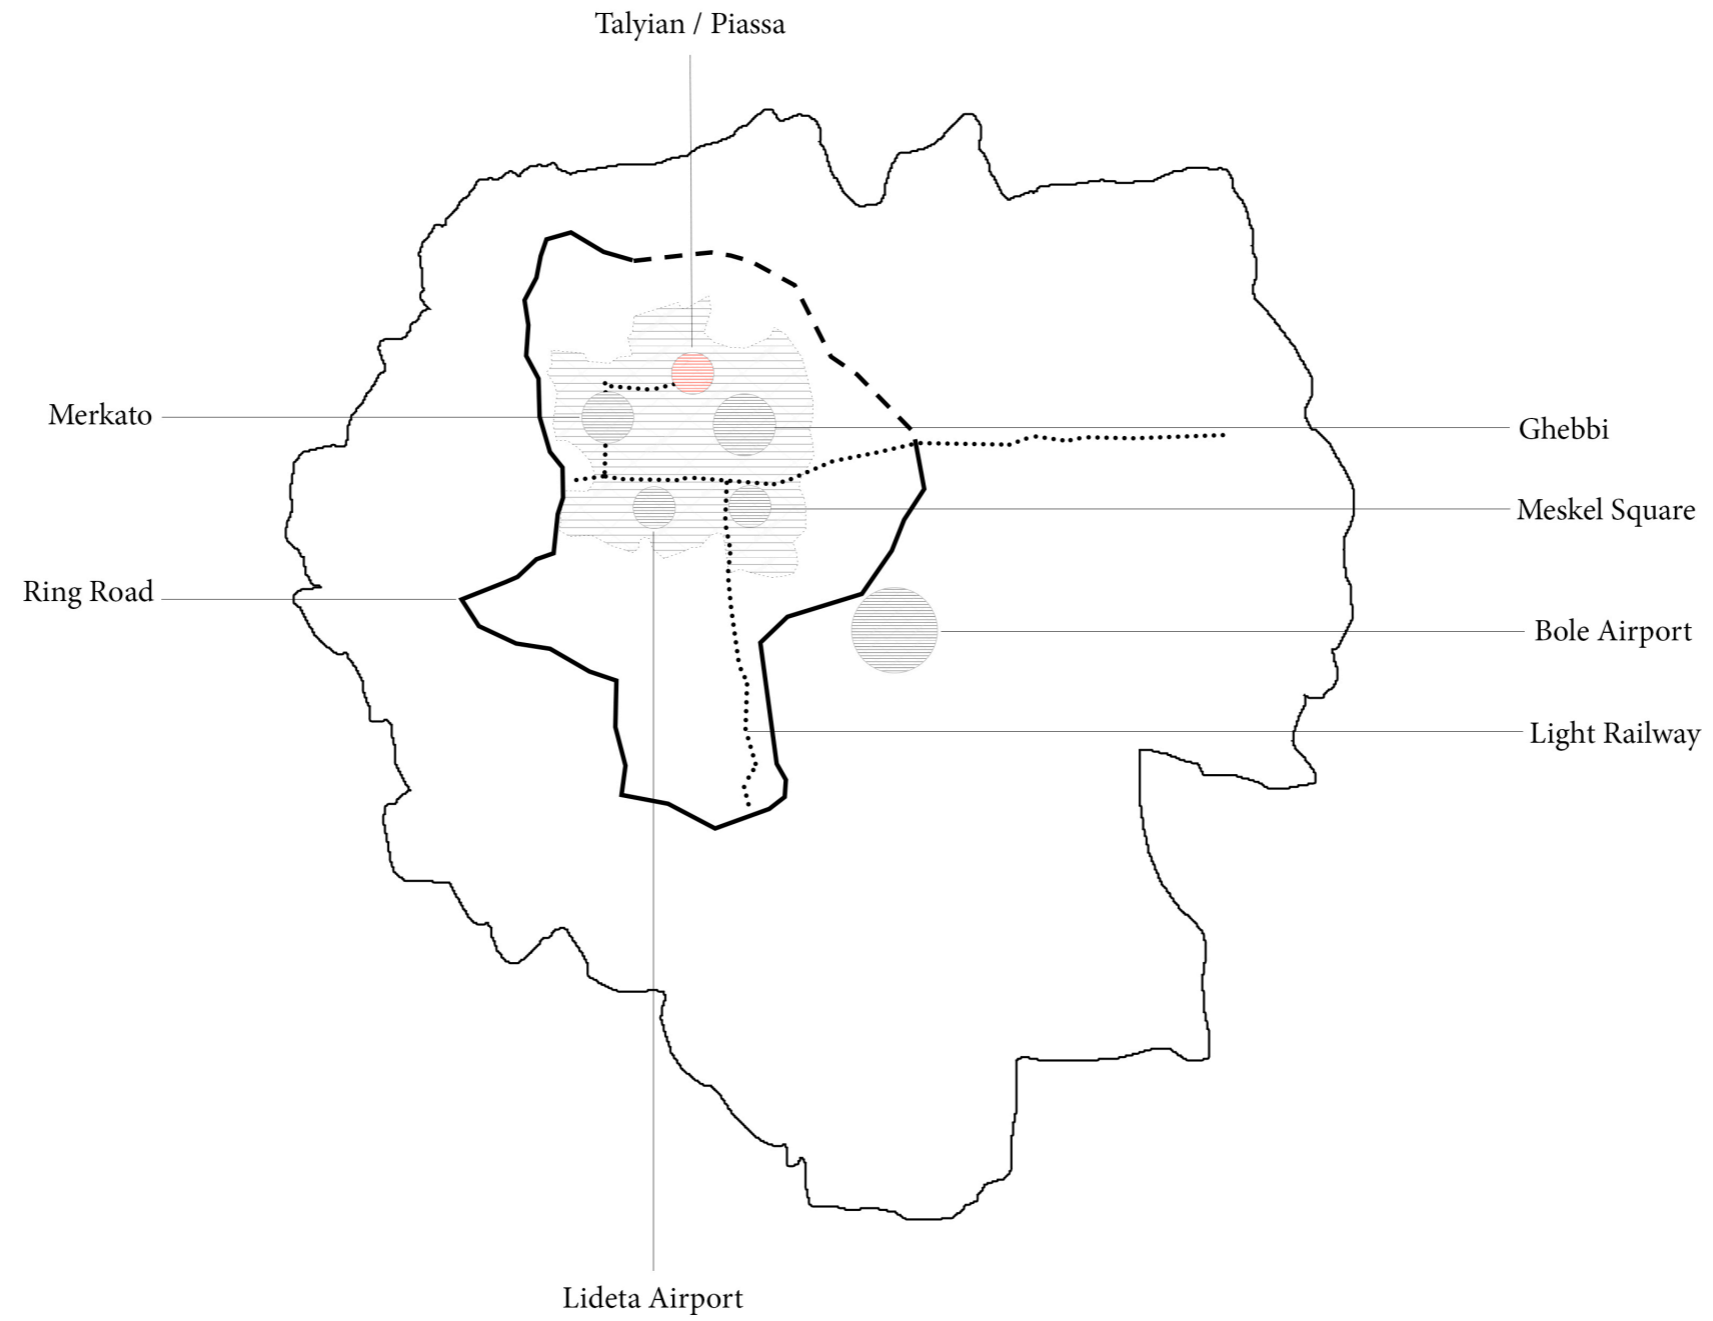 Talyian / Piassa
Merkato
Ghebbi
Meskel Square
Ring Road
Bole Airport
Light Railway
Lideta Airport